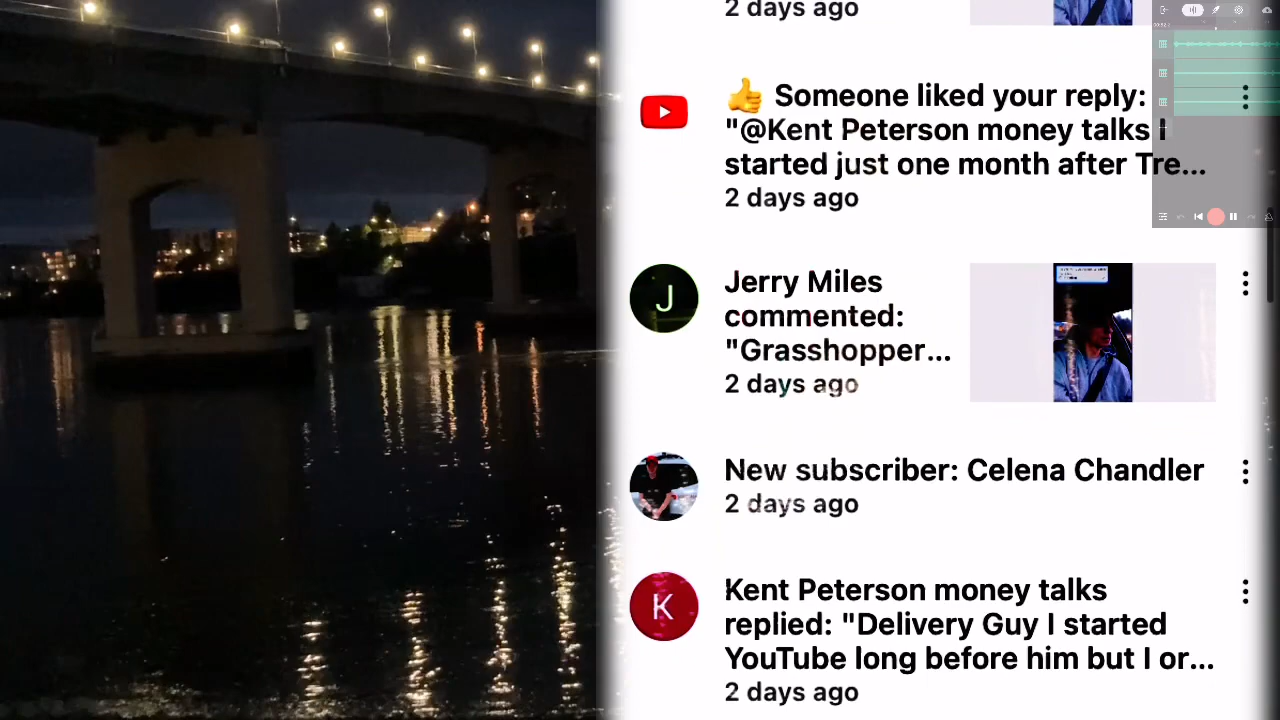 2 days ago
👍 Someone liked your reply:
"@Kent Peterson money talks I
started just one month after Tre...
2 days ago
J
Jerry Miles
commented:
"Grasshopper...
2 days ago
New subscriber: Celena Chandler
2 days ago
K
Kent Peterson money talks
replied: "Delivery Guy I started
YouTube long before him but I or...
2 days ago